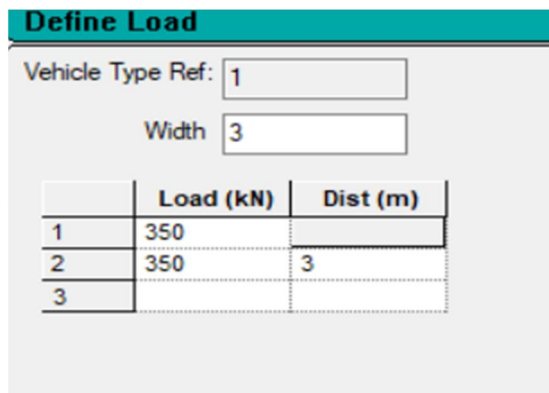 Define Load
Vehicle Type Ref: 1
Width 3
Load (kN) Dist (m)
1 350
2 350 3
3